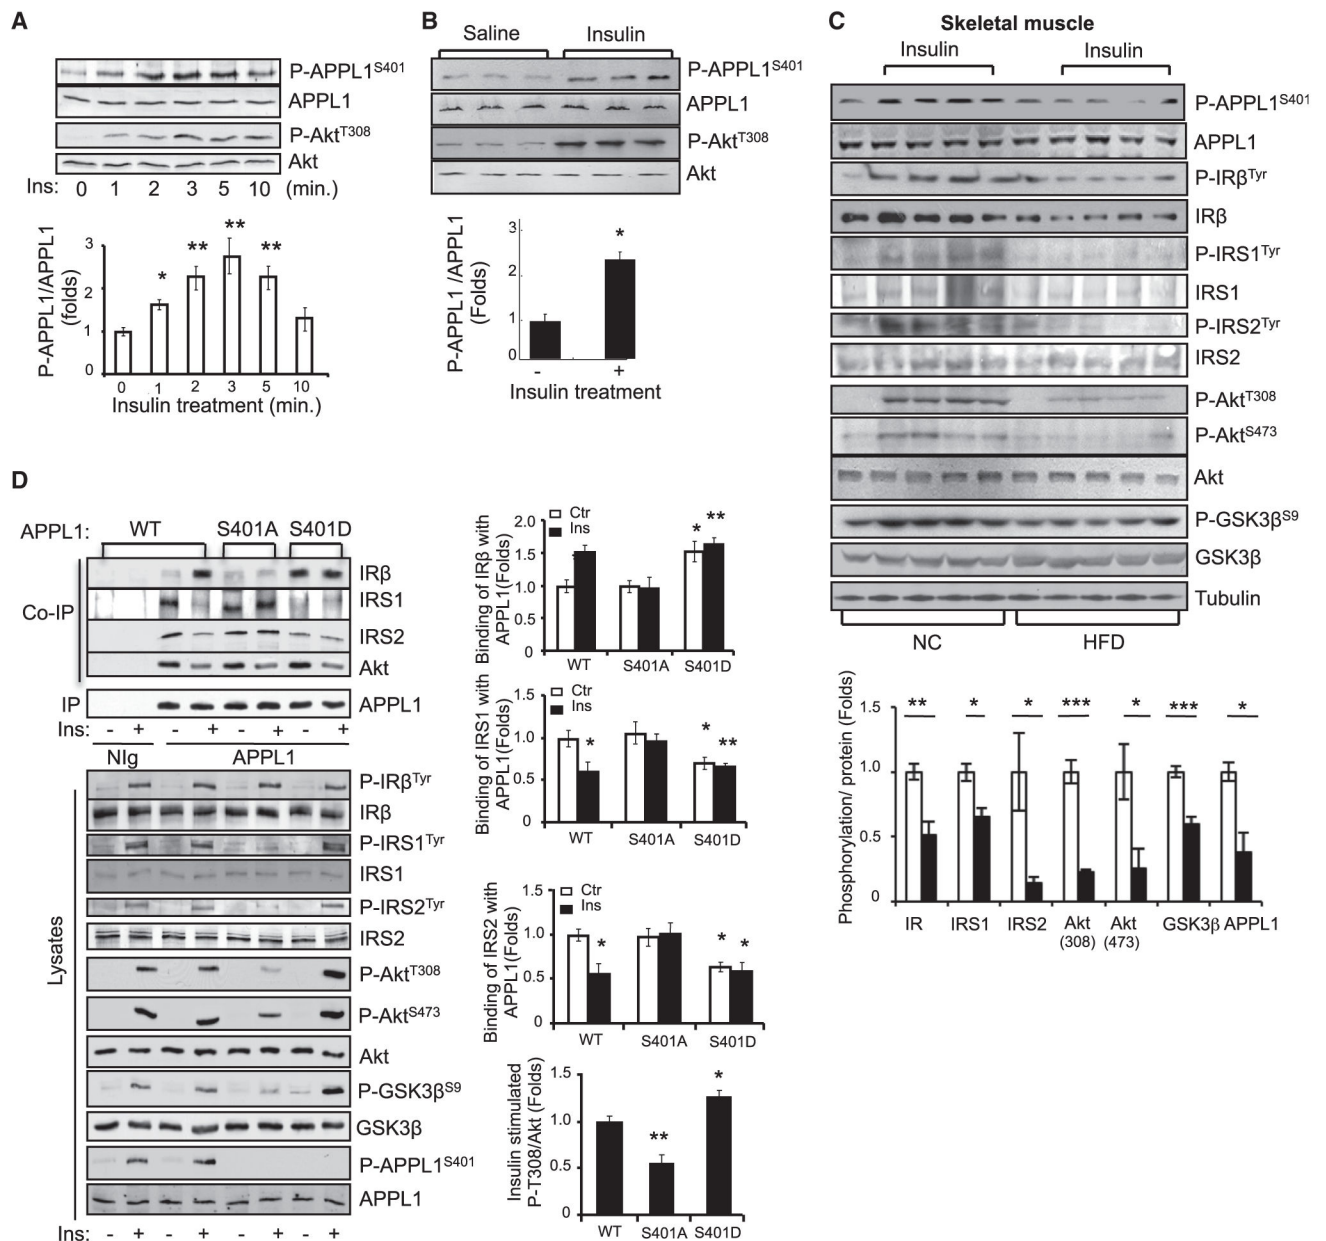 A
P-APPL1S401
APPL1
P-AktT308
Akt
Ins: 0 1 2 3 5 10 (min.)
P-APPL1/APPL1
(folds)
3
2
1
0
* ** ** **
0 1 2 3 5 10
Insulin treatment (min.)
B
Saline Insulin
P-APPL1S401
APPL1
P-AktT308
Akt
P-APPL1 /APPL1
(Folds)
3
2
1
0
*
- +
Insulin treatment
C
Skeletal muscle
Insulin Insulin
P-APPL1S401
APPL1
P-IRβTyr
IRβ
P-IRS1Tyr
IRS1
P-IRS2Tyr
IRS2
P-AktT308
P-AktS473
Akt
P-GSK3βS9
GSK3β
Tubulin
NC HFD
Phosphorylation/ protein (Folds)
1.5
1.0
0.5
0
** * * *** * *** *
IR IRS1 IRS2 Akt Akt GSK3β APPL1
(308) (473)
D
APPL1: WT S401A S401D
Co-IP
IRβ
IRS1
IRS2
Akt
IP
APPL1
Ins: - + - + - + - +
NIg APPL1
Lysates
P-IRβTyr
IRβ
P-IRS1Tyr
IRS1
P-IRS2Tyr
IRS2
P-AktT308
P-AktS473
Akt
P-GSK3βS9
GSK3β
P-APPL1S401
APPL1
Ins: - + - + - + - +
Binding of IRβ with
APPL1(Folds)
2.0
1.5
1.0
0.5
0
Ctr
Ins
* **
WT S401A S401D
Binding of IRS1 with
APPL1(Folds)
1.5
1.0
0.5
0
Ctr
Ins
* * **
WT S401A S401D
Binding of IRS2 with
APPL1(Folds)
1.5
1.0
0.5
0
Ctr
Ins
* * *
WT S401A S401D
Insulin stimulated
P-T308/Akt (Folds)
1.5
1.0
0.5
0
** *
WT S401A S401D